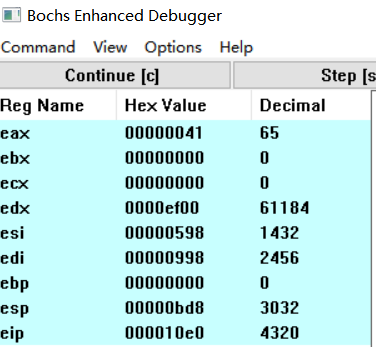 Bochs Enhanced Debugger
Command View Options Help
Continue [c] Step [s
Reg Name Hex Value Decimal
eax 00000041 65
ebx 00000000 0
ecx 00000000 0
edx 0000ef00 61184
esi 00000598 1432
edi 00000998 2456
ebp 00000000 0
esp 00000bd8 3032
eip 000010e0 4320